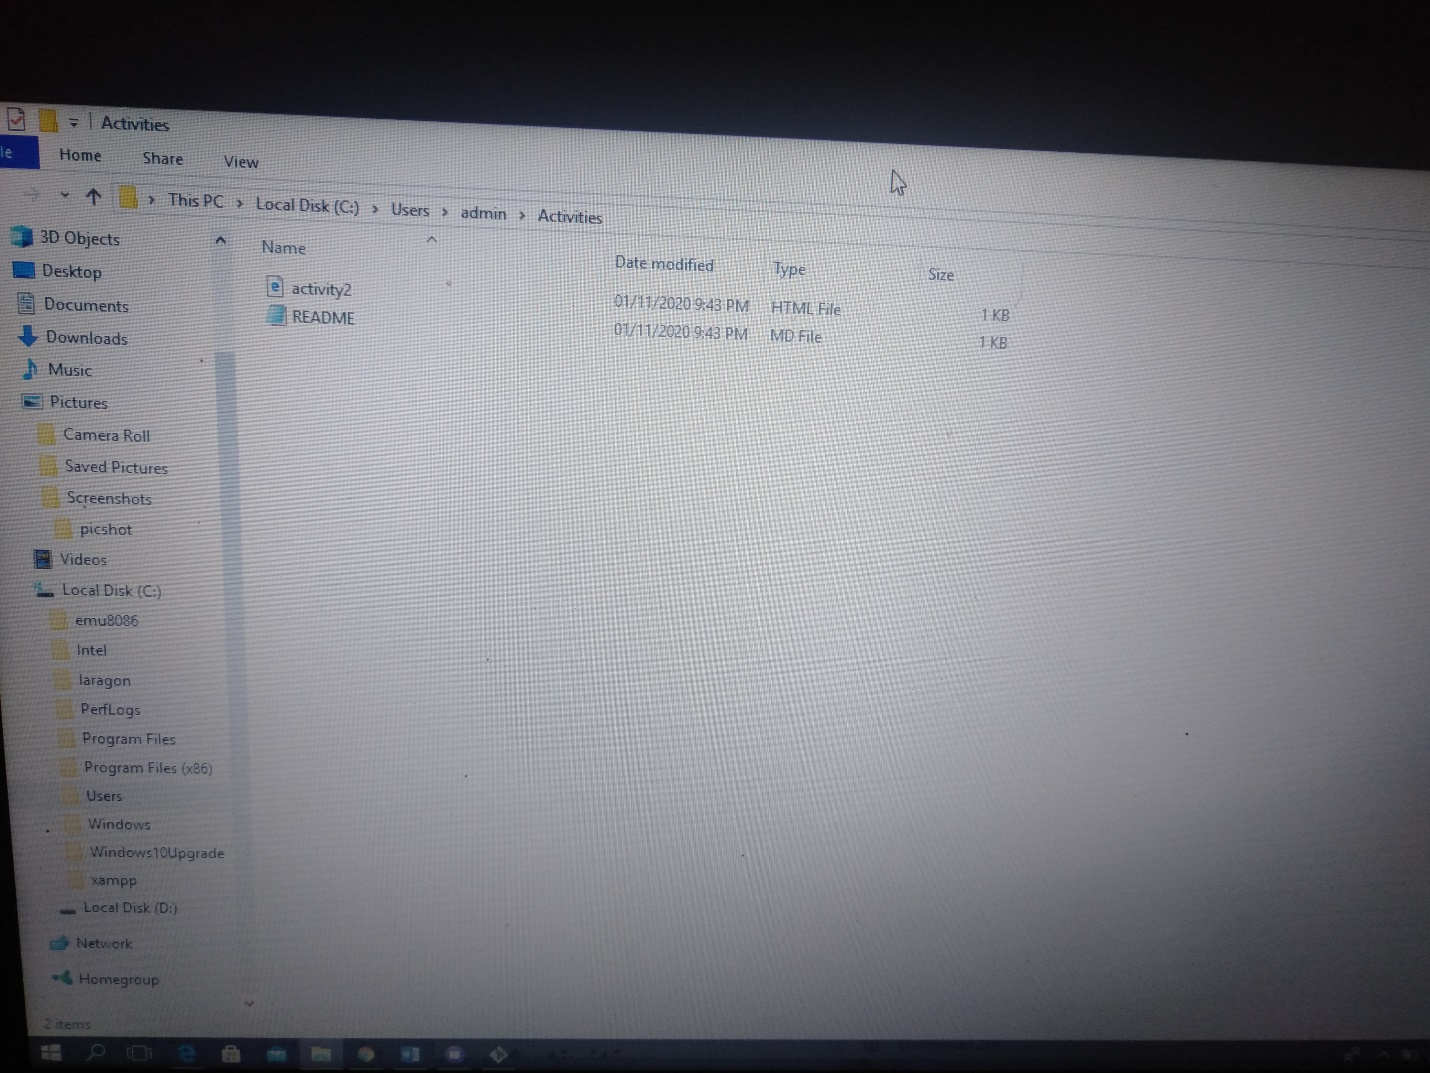 Activities
le Home Share View
This PC > Local Disk (C:) > Users > admin > Activities
Name Date modified Type Size
activity2 01/11/2020 9:43 PM HTML File 1 KB
README 01/11/2020 9:43 PM MD File 1 KB
3D Objects
Desktop
Documents
Downloads
Music
Pictures
Camera Roll
Saved Pictures
Screenshots
picshot
Videos
Local Disk (C:)
emu8086
Intel
laragon
PerfLogs
Program Files
Program Files (x86)
Users
Windows
Windows10Upgrade
xampp
Local Disk (D:)
Network
Homegroup
2 items